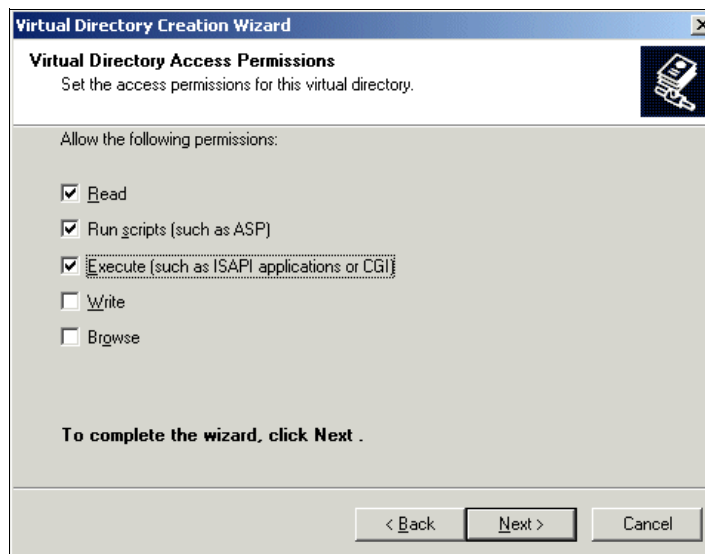 Virtual Directory Creation Wizard
Virtual Directory Access Permissions
Set the access permissions for this virtual directory.
Allow the following permissions:
Read
Run scripts (such as ASP)
Execute (such as ISAPI applications or CGI)
Write
Browse
To complete the wizard, click Next .
< Back Next > Cancel